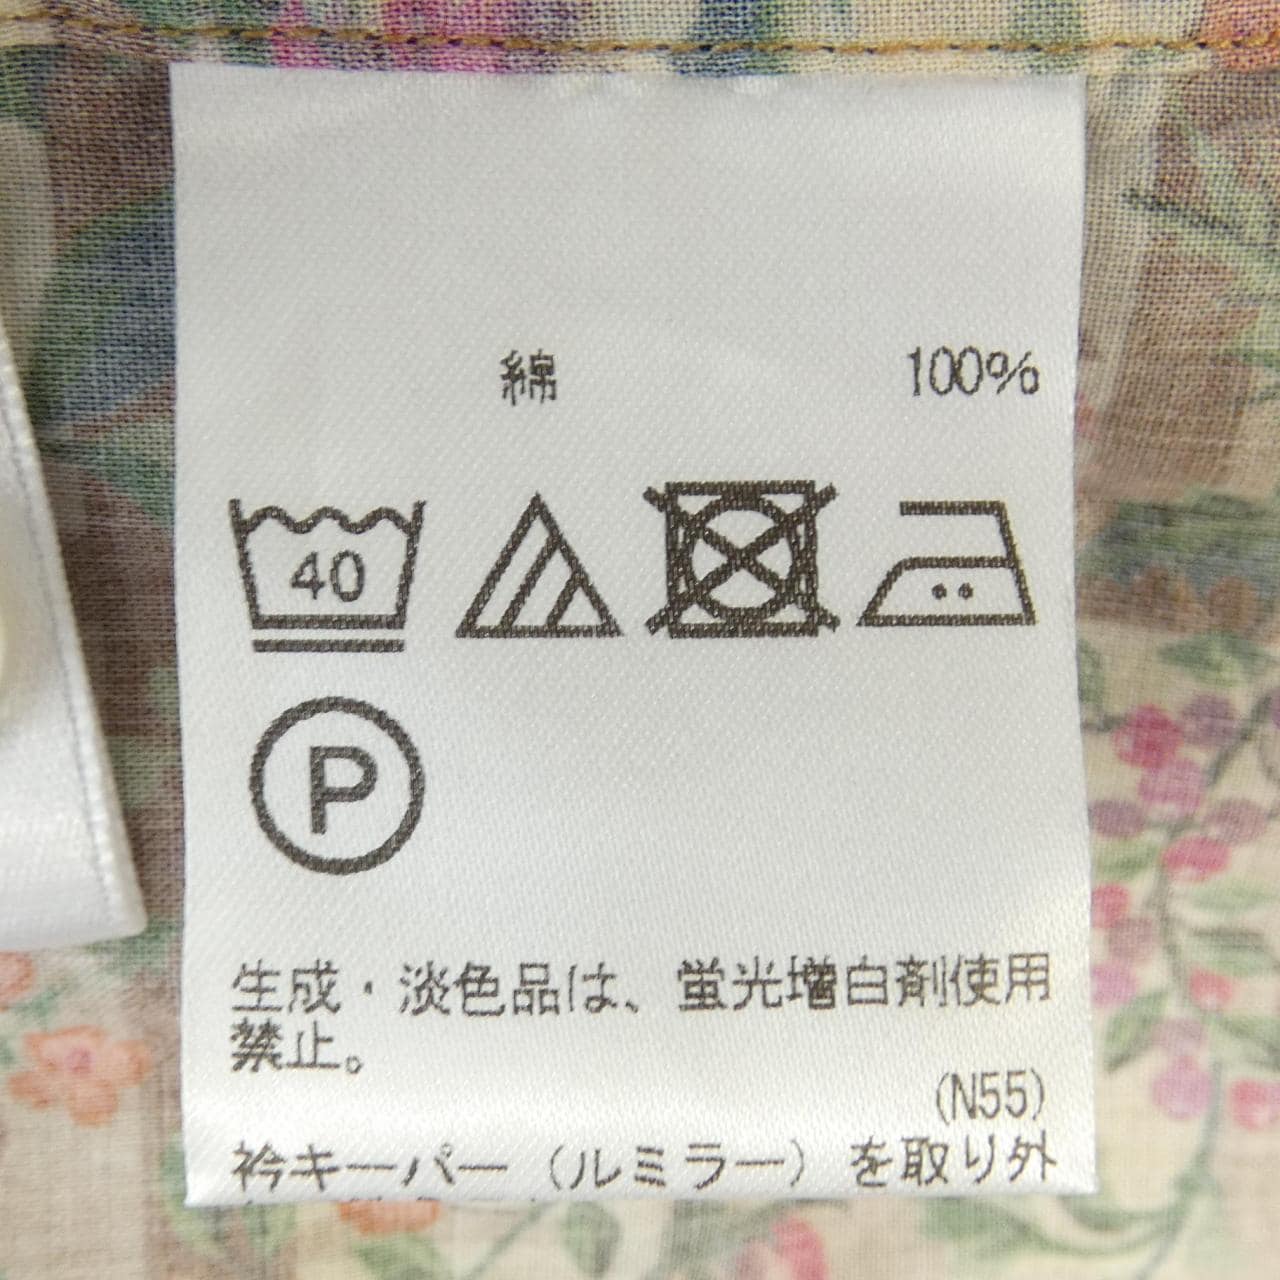 綿 100%
40
P
生成・淡色品は、蛍光増白剤使用
禁止。
(N55)
衿キーパー（ルミラー）を取り外